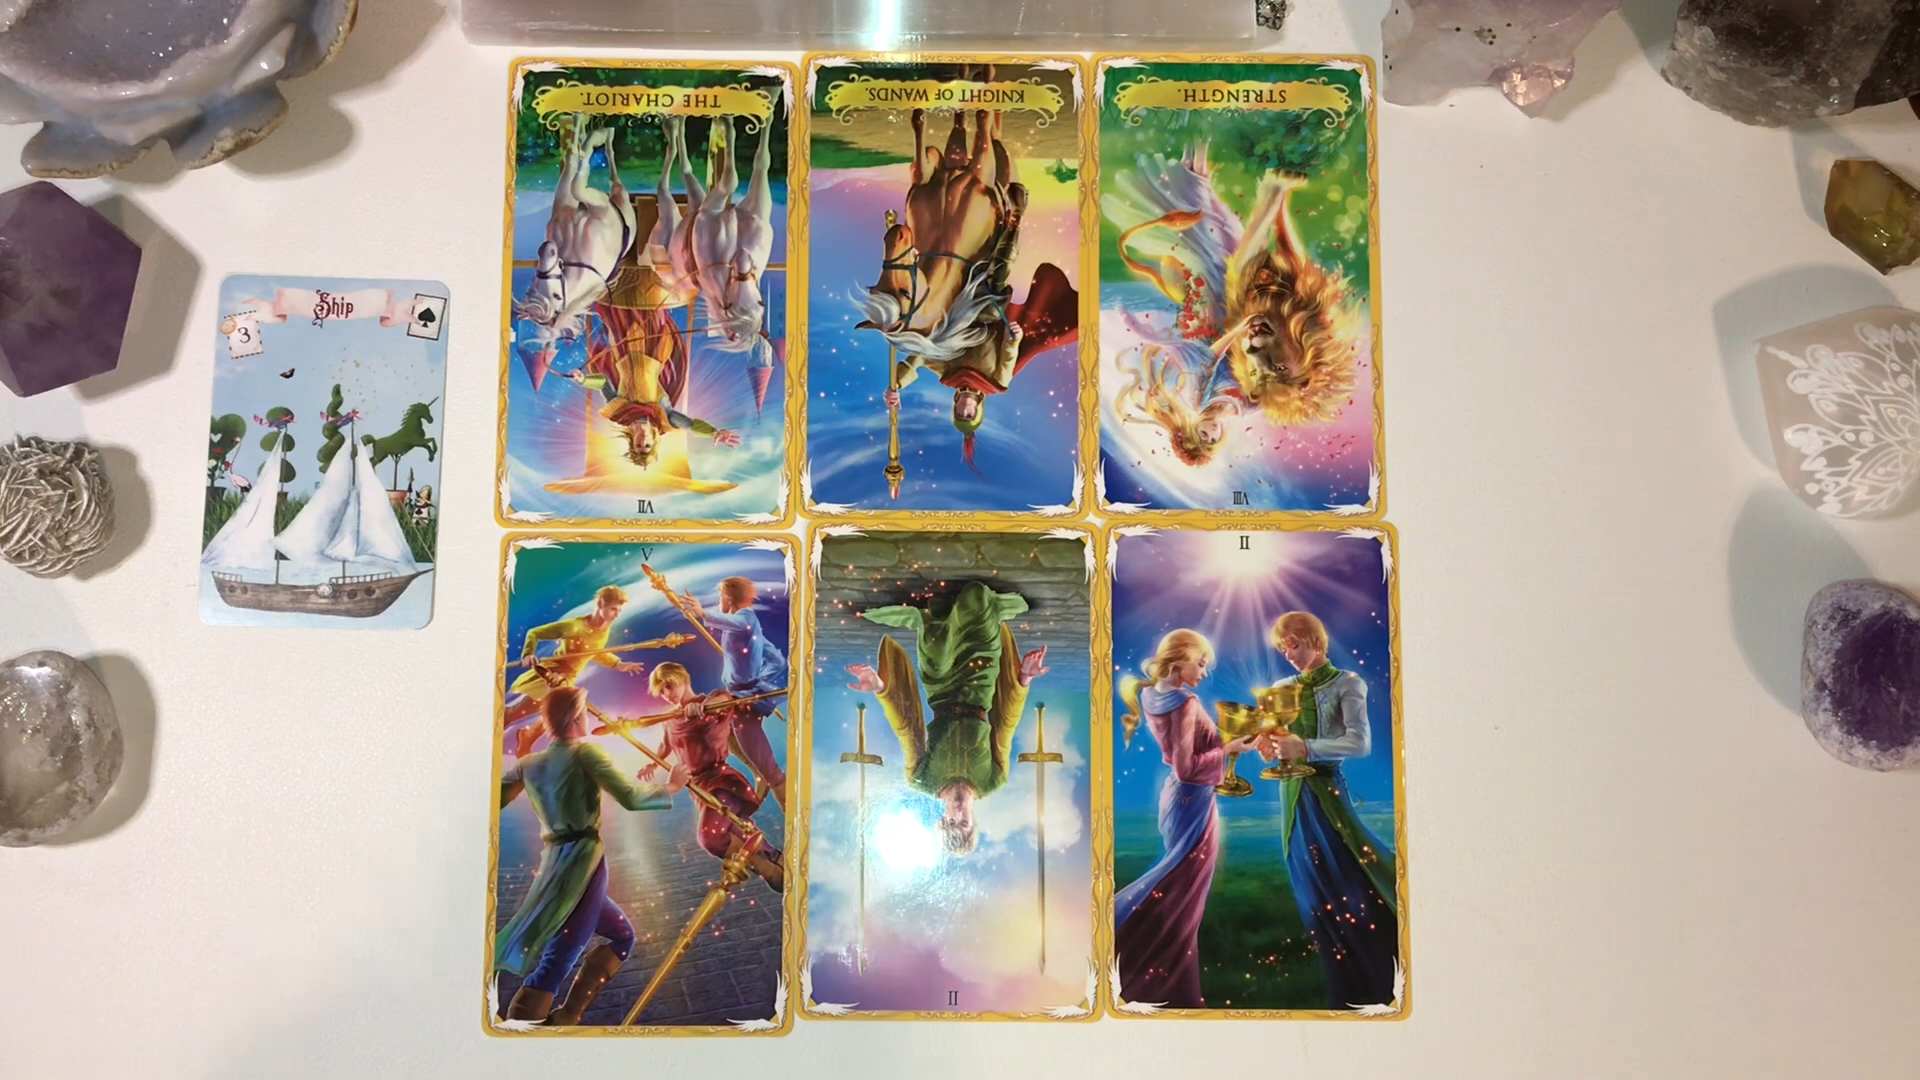 THE CHARIOT.
KNIGHT OF WANDS.
STRENGTH.
Ship
3
VII
VIII
V
II
II